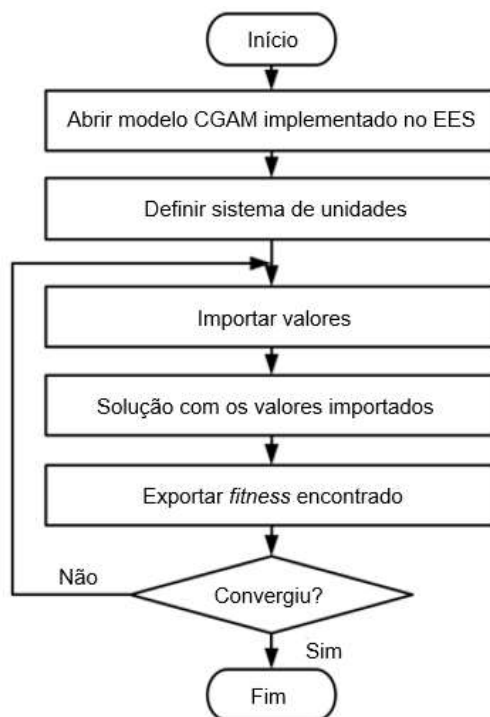 Início
Abrir modelo CGAM implementado no EES
Definir sistema de unidades
Importar valores
Solução com os valores importados
Exportar fitness encontrado
Não
Convergiu?
Sim
Fim